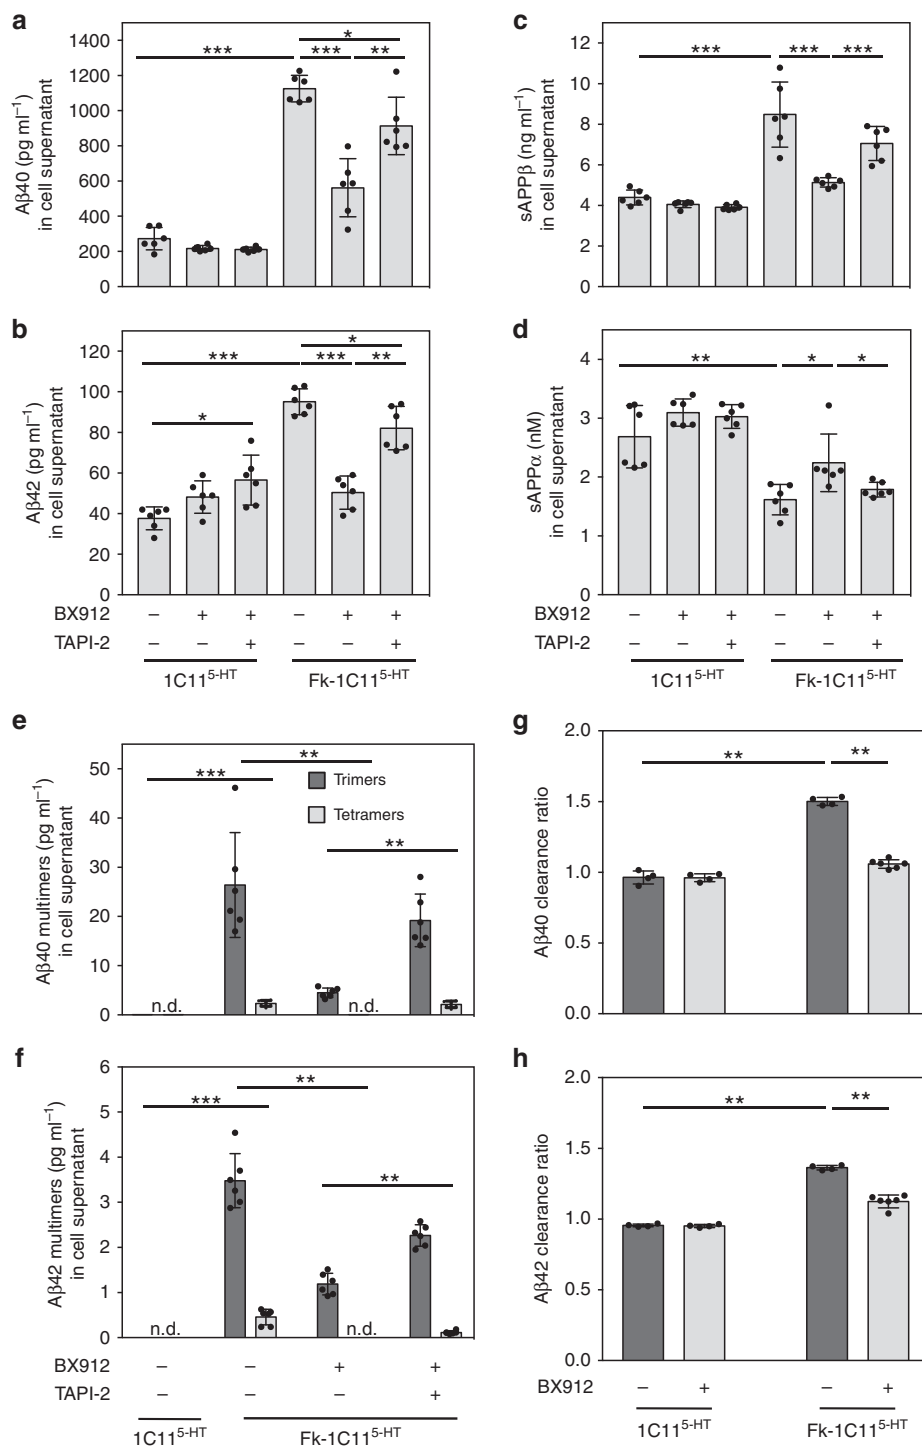 a
Aβ40 (pg ml⁻¹)
in cell supernatant
1400
1200
1000
800
600
400
200
0
*
*** *** **
c
sAPPβ (ng ml⁻¹)
in cell supernatant
12
10
8
6
4
2
0
*** *** ***
b
Aβ42 (pg ml⁻¹)
in cell supernatant
120
100
80
60
40
20
0
*
*** *** **
*
BX912 – + + – + +
TAPI-2 – – + – – +
1C11⁵⁻ᴴᵀ Fk-1C11⁵⁻ᴴᵀ
d
sAPPα (nM)
in cell supernatant
4
3
2
1
0
** * *
– + + – + +
– – + – – +
1C11⁵⁻ᴴᵀ Fk-1C11⁵⁻ᴴᵀ
e
Aβ40 multimers (pg ml⁻¹)
in cell supernatant
50
40
30
20
10
0
**
***
Trimers
Tetramers
**
n.d. n.d.
g
Aβ40 clearance ratio
2.0
1.5
1.0
0.5
0.0
** **
f
Aβ42 multimers (pg ml⁻¹)
in cell supernatant
6
5
4
3
2
1
0
**
***
**
n.d. n.d.
BX912 – – + +
TAPI-2 – – – +
1C11⁵⁻ᴴᵀ Fk-1C11⁵⁻ᴴᵀ
h
Aβ42 clearance ratio
2.0
1.5
1.0
0.5
0.0
** **
BX912 – + – +
1C11⁵⁻ᴴᵀ Fk-1C11⁵⁻ᴴᵀ